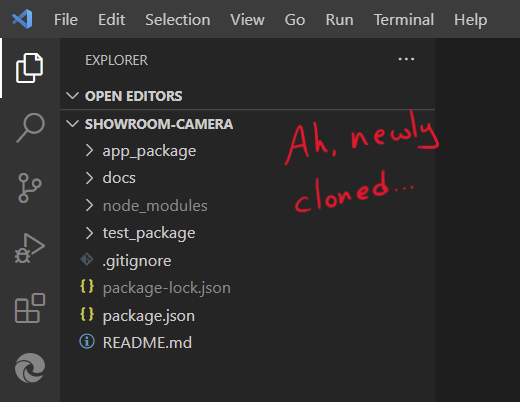 File Edit Selection View Go Run Terminal Help
EXPLORER ...
OPEN EDITORS
SHOWROOM-CAMERA
app_package
docs
node_modules
test_package
.gitignore
{} package-lock.json
{} package.json
README.md
Ah, newly
cloned...